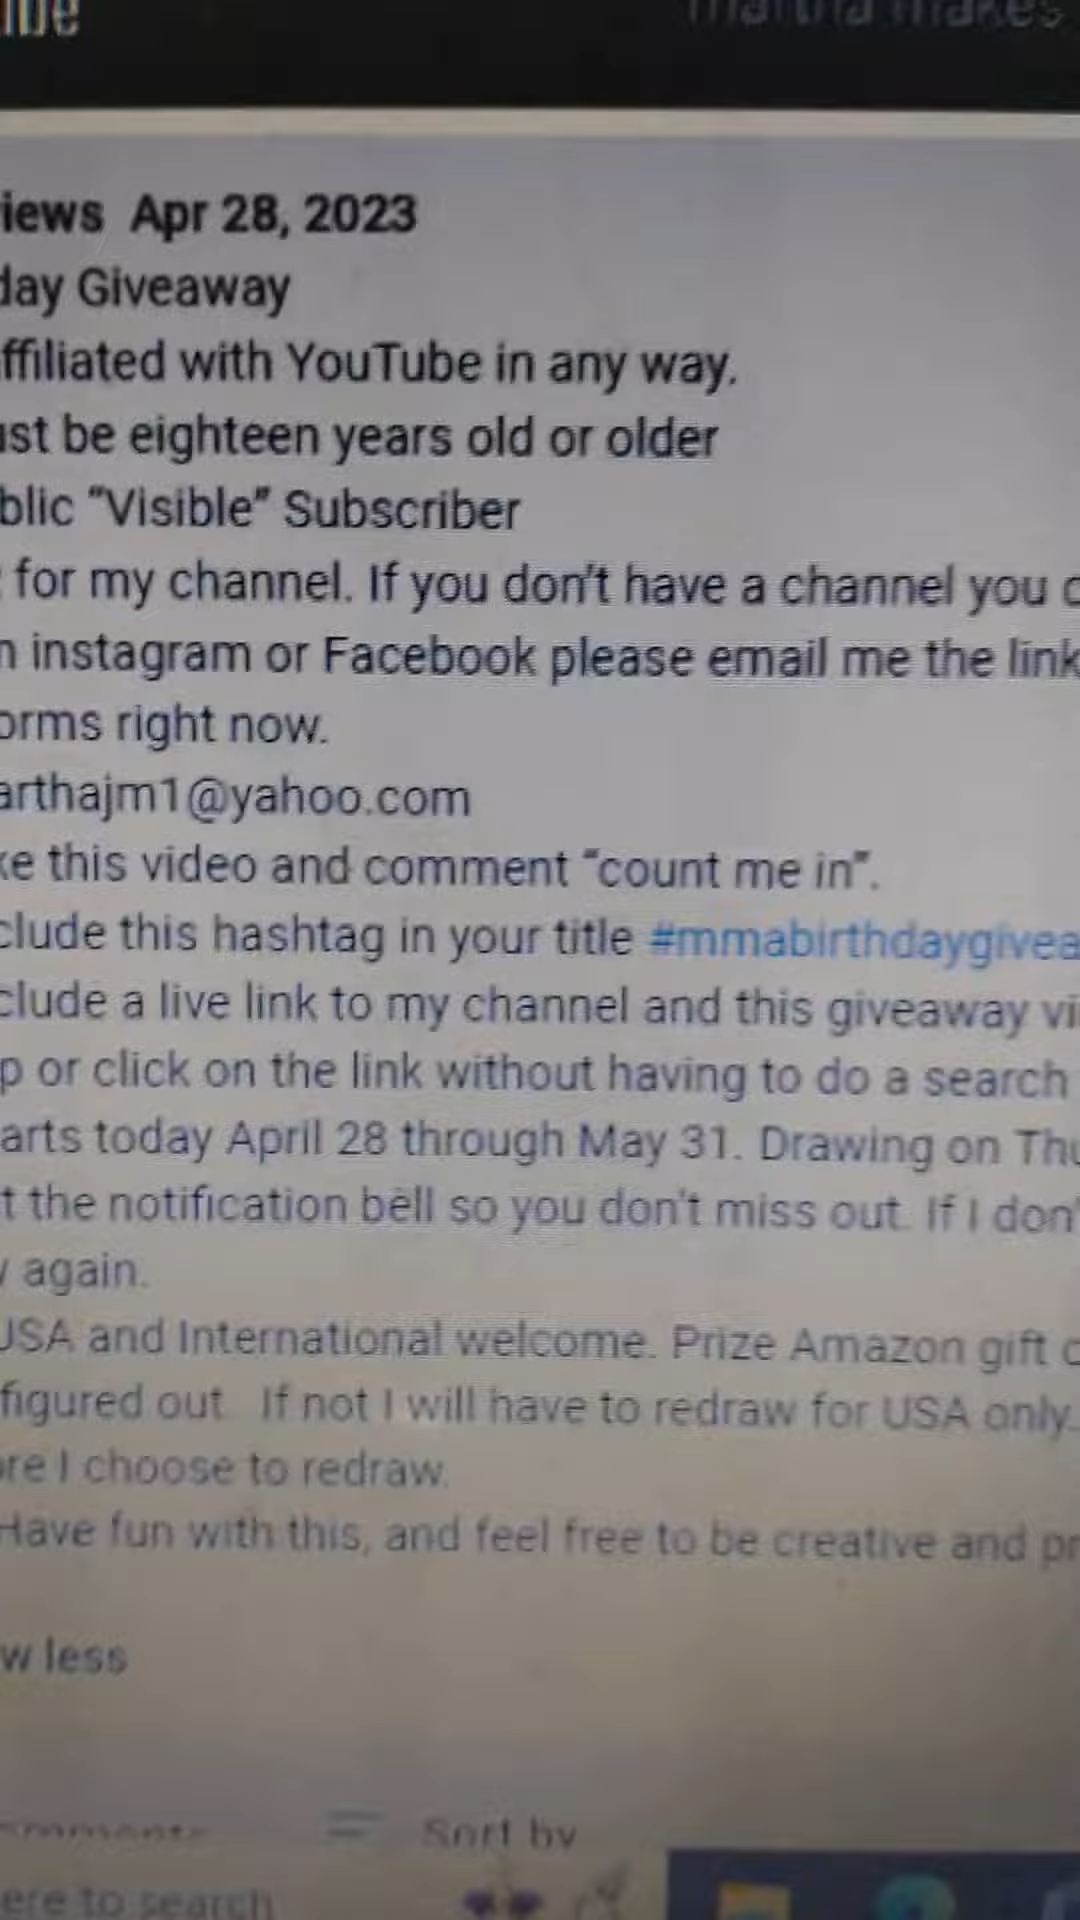 makes
iews Apr 28, 2023
day Giveaway
ffiliated with YouTube in any way.
ust be eighteen years old or older
blic “Visible” Subscriber
for my channel. If you don't have a channel you c
n instagram or Facebook please email me the link
orms right now.
arthajm1@yahoo.com
ke this video and comment “count me in”.
clude this hashtag in your title #mmabirthdaygivea
clude a live link to my channel and this giveaway vi
p or click on the link without having to do a search
arts today April 28 through May 31. Drawing on Thu
t the notification bell so you don't miss out. If I don'
y again.
USA and International welcome. Prize Amazon gift c
figured out. If not I will have to redraw for USA only.
ore I choose to redraw.
Have fun with this, and feel free to be creative and pr
w less
Sort by
ere to search